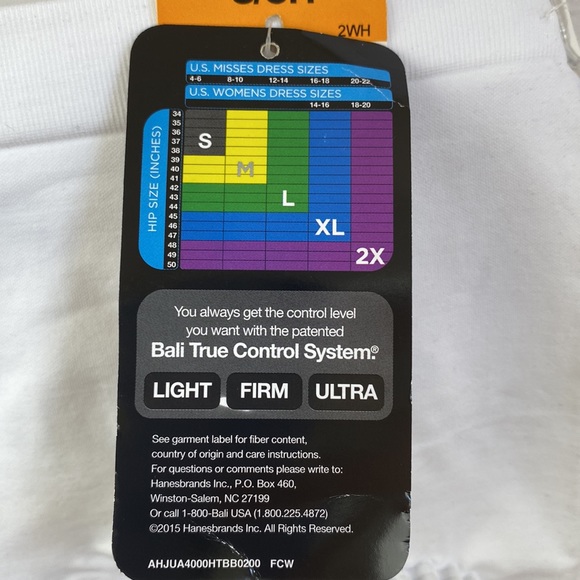 2WH
U.S. MISSES DRESS SIZES
4-6 8-10 12-14 16-18 20-22
U.S. WOMENS DRESS SIZES
14-16 18-20
HIP SIZE (INCHES)
34
35
36
37
38
39
40
41
42
43
44
45
46
47
48
49
50
S
M
L
XL
2X
You always get the control level
you want with the patented
Bali True Control System®
LIGHT FIRM ULTRA
See garment label for fiber content,
country of origin and care instructions.
For questions or comments please write to:
Hanesbrands Inc., P.O. Box 460,
Winston-Salem, NC 27199
Or call 1-800-Bali USA (1.800.225.4872)
©2015 Hanesbrands Inc. All Rights Reserved.
AHJUA4000HTBB0200 FCW